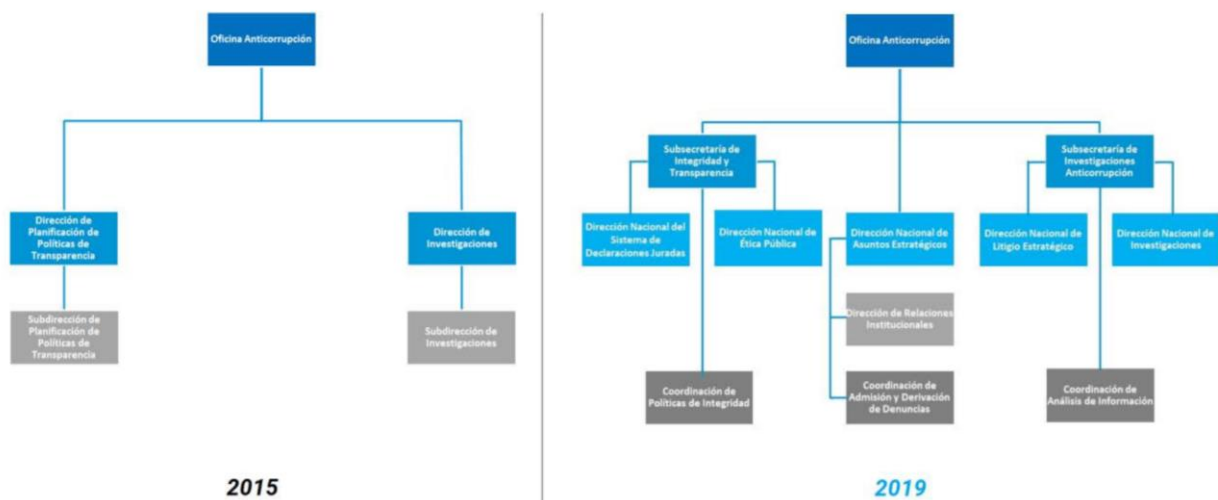 Oficina Anticorrupción
Dirección de
Planificación de
Políticas de
Transparencia
Dirección de
Investigaciones
Subdirección de
Planificación de
Políticas de
Transparencia
Subdirección de
Investigaciones
2015
Oficina Anticorrupción
Subsecretaría de
Integridad y
Transparencia
Subsecretaría de
Investigaciones
Anticorrupción
Dirección Nacional del
Sistema de
Declaraciones Juradas
Dirección Nacional de
Ética Pública
Dirección Nacional de
Asuntos Estratégicos
Dirección Nacional de
Litigio Estratégico
Dirección Nacional de
Investigaciones
Dirección de Relaciones
Institucionales
Coordinación de
Políticas de Integridad
Coordinación de
Admisión y Derivación
de Denuncias
Coordinación de
Análisis de Información
2019